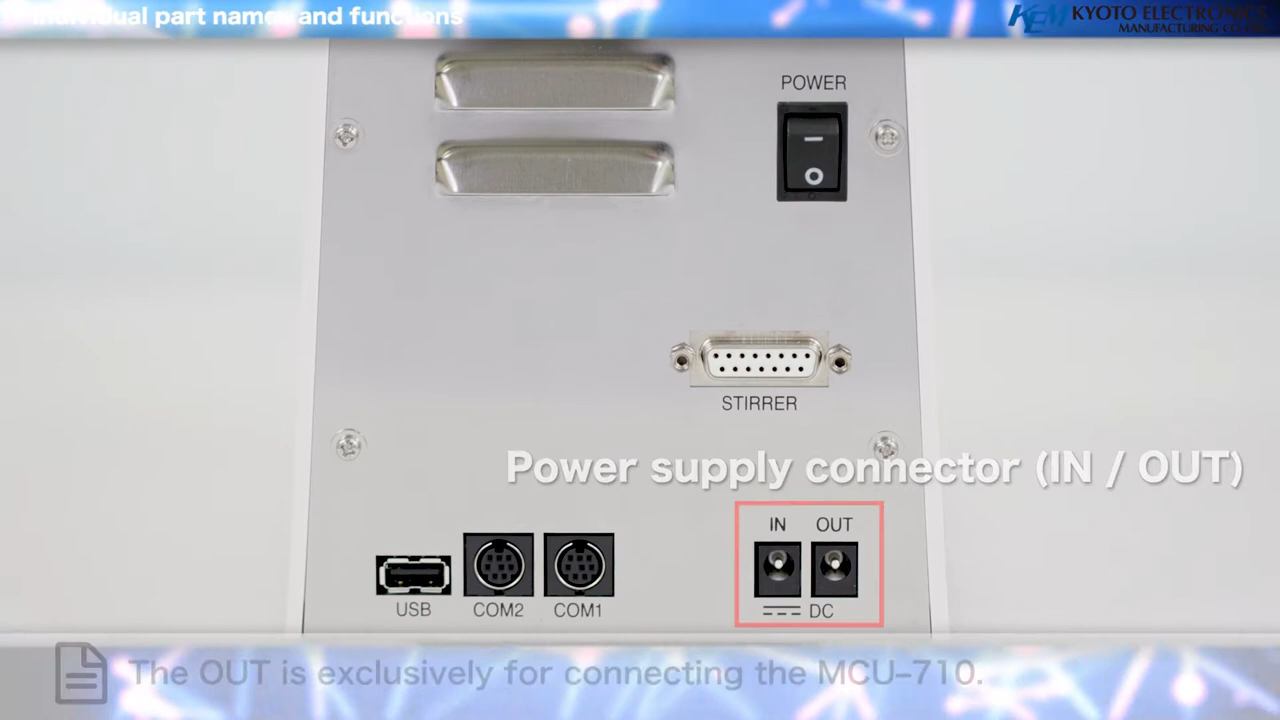 Individual part names and functions
KEM KYOTO ELECTRONICS
MANUFACTURING CO., LTD.
POWER
STIRRER
Power supply connector (IN / OUT)
IN OUT
USB COM2 COM1 DC
The OUT is exclusively for connecting the MCU-710.